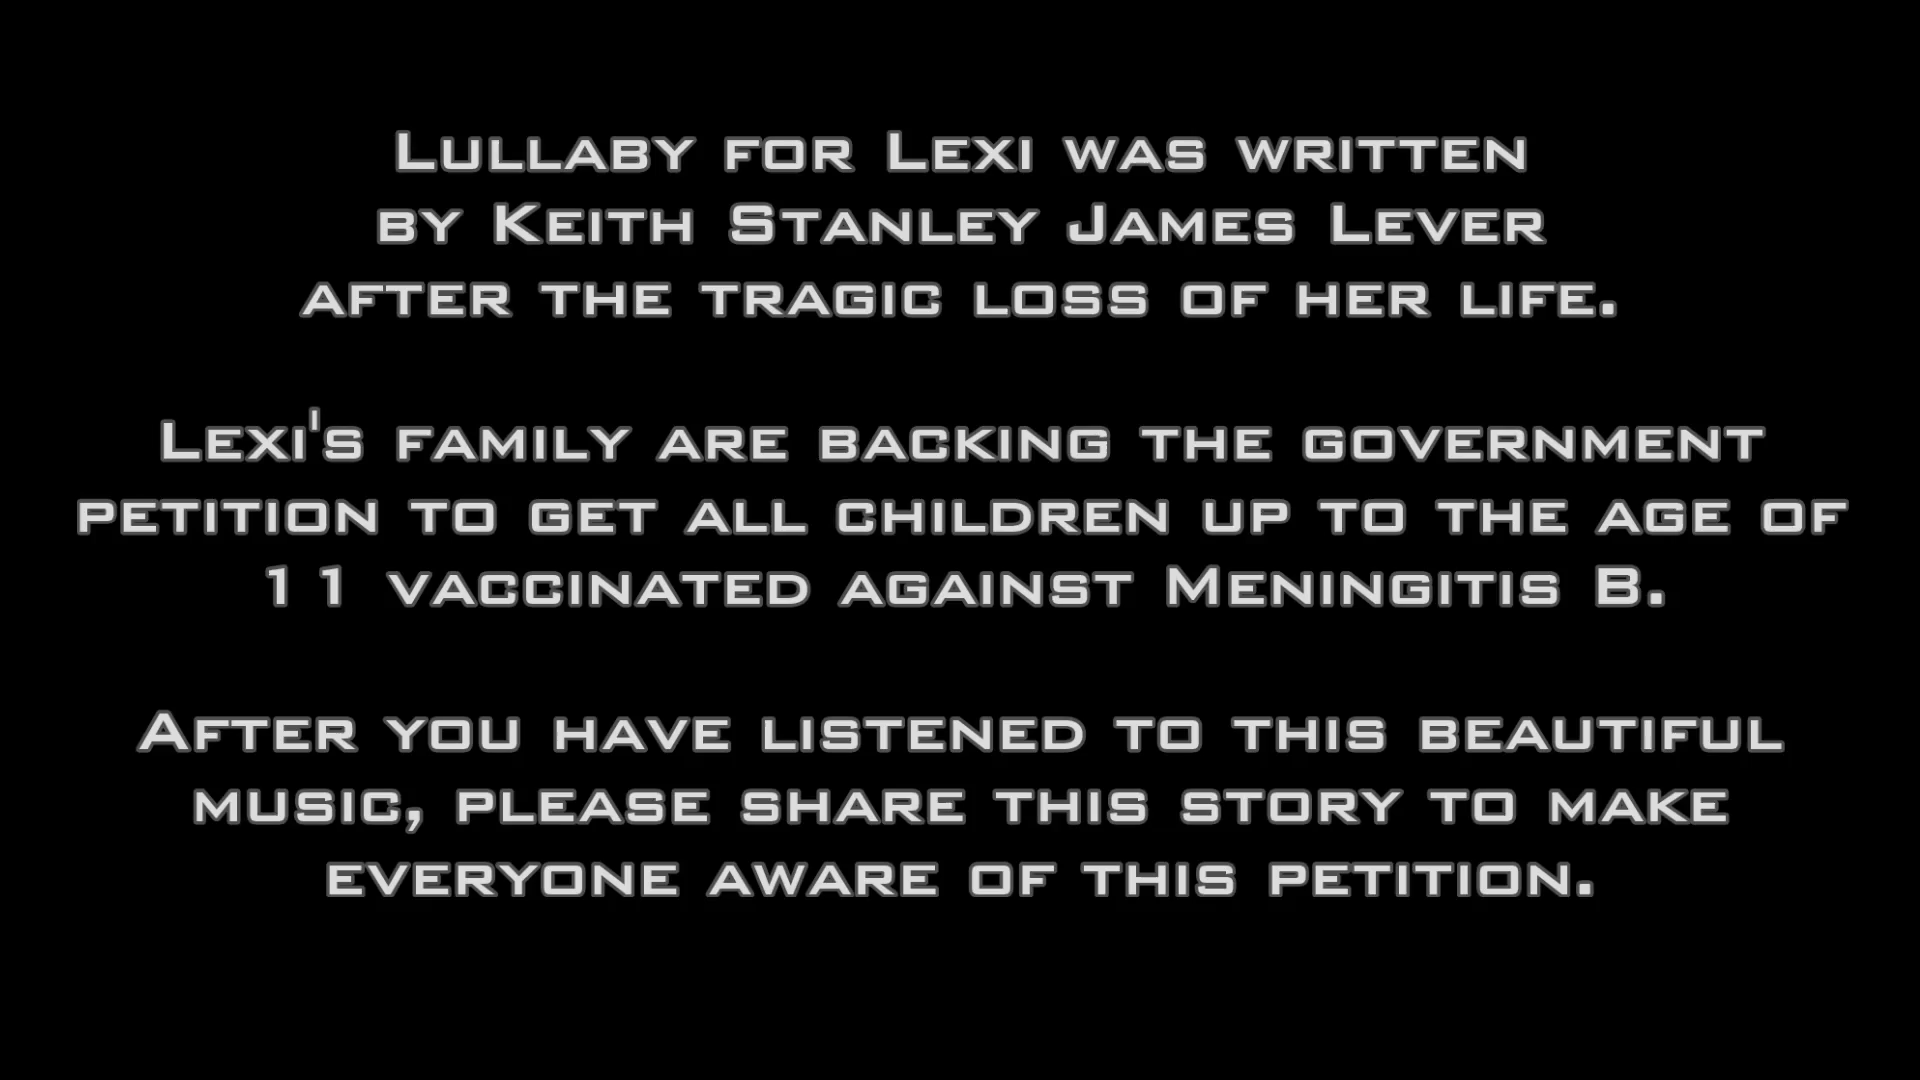 Lullaby for Lexi was written
by Keith Stanley James Lever
after the tragic loss of her life.
Lexi's family are backing the government
petition to get all children up to the age of
11 vaccinated against Meningitis B.
After you have listened to this beautiful
music, please share this story to make
everyone aware of this petition.